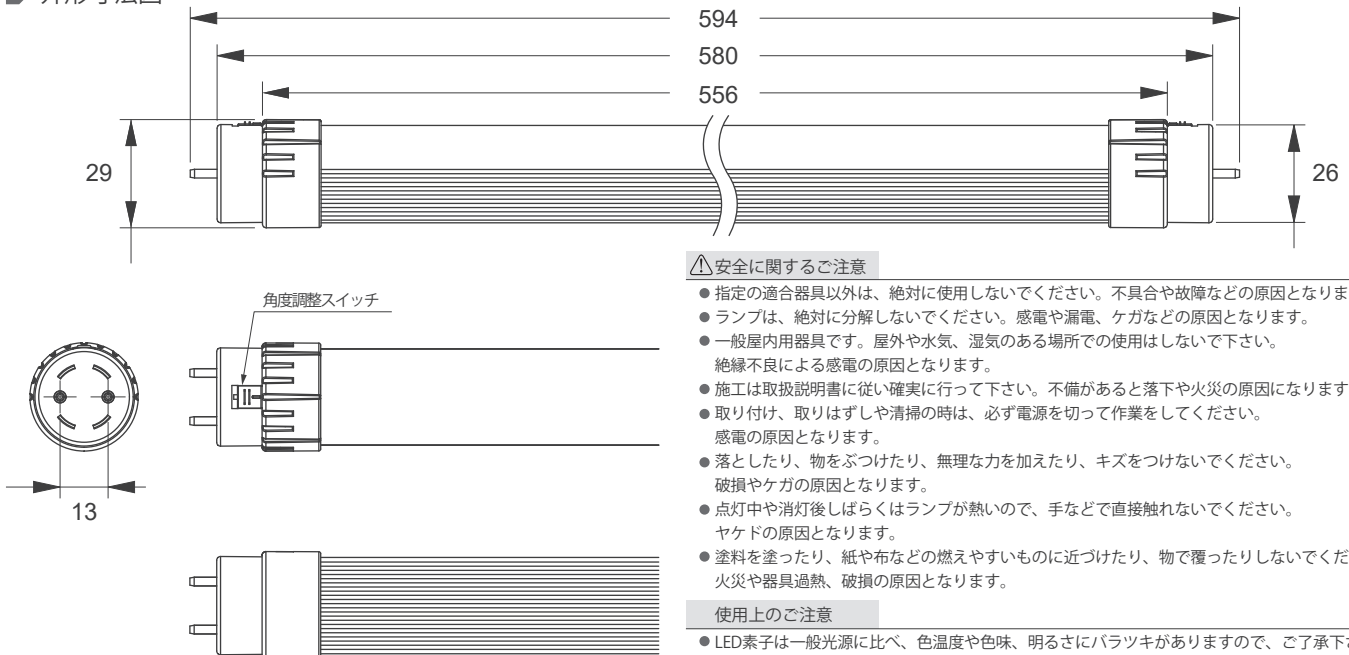 外形寸法図
594
580
556
29
26
角度調整スイッチ
13
安全に関するご注意
● 指定の適合器具以外は、絶対に使用しないでください。不具合や故障などの原因となりま
● ランプは、絶対に分解しないでください。感電や漏電、ケガなどの原因となります。
● 一般屋内用器具です。屋外や水気、湿気のある場所での使用はしないで下さい。
絶縁不良による感電の原因となります。
● 施工は取扱説明書に従い確実に行って下さい。不備があると落下や火災の原因になります
● 取り付け、取りはずしや清掃の時は、必ず電源を切って作業をしてください。
感電の原因となります。
● 落としたり、物をぶつけたり、無理な力を加えたり、キズをつけないでください。
破損やケガの原因となります。
● 点灯中や消灯後しばらくはランプが熱いので、手などで直接触れないでください。
ヤケドの原因となります。
● 塗料を塗ったり、紙や布などの燃えやすいものに近づけたり、物で覆ったりしないでくだ
火災や器具過熱、破損の原因となります。
使用上のご注意
● LED素子は一般光源に比べ、色温度や色味、明るさにバラツキがありますので、ご了承下